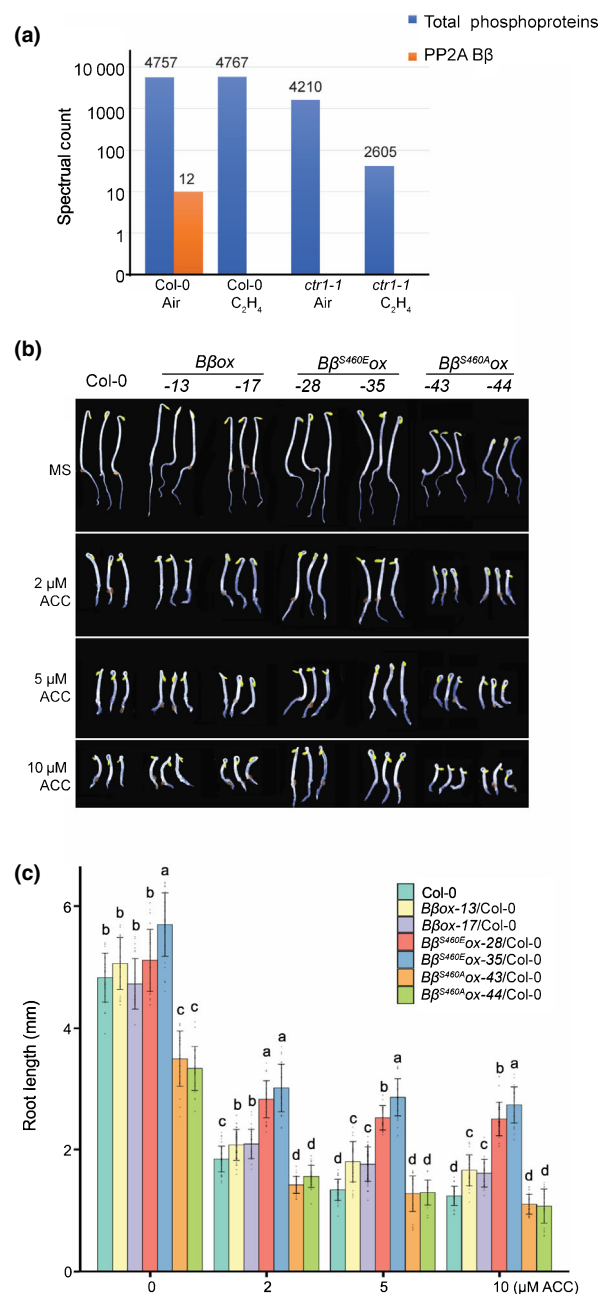 (a)
Total phosphoproteins
PP2A Bβ
Spectrual count
10 000
1000
100
10
1
0
4757
12
4767
4210
2605
Col-0 Air
Col-0 C2H4
ctr1-1 Air
ctr1-1 C2H4
(b)
Col-0
Bβox
BβS460Eox
BβS460Aox
-13 -17 -28 -35 -43 -44
MS
2 µM ACC
5 µM ACC
10 µM ACC
(c)
Root length (mm)
6
4
2
0
b b b b a c c
c b b a a d d
d c c b a d d
d c c b a d d
Col-0
Bβox-13/Col-0
Bβox-17/Col-0
BβS460Eox-28/Col-0
BβS460Eox-35/Col-0
BβS460Aox-43/Col-0
BβS460Aox-44/Col-0
0 2 5 10 (µM ACC)